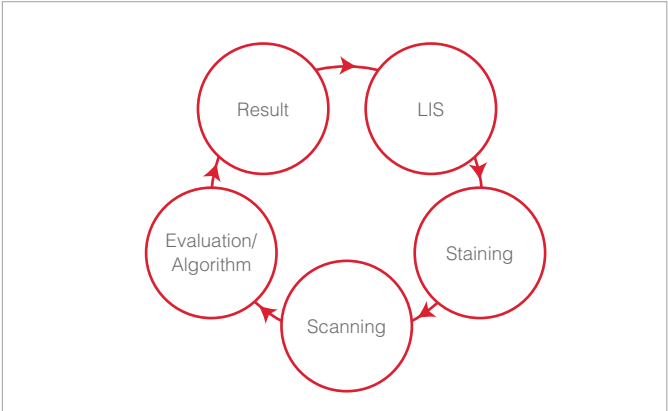 Result
LIS
Evaluation/
Algorithm
Staining
Scanning